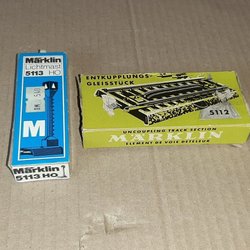 Märklin
Lichtmast
5113 HO
M
Märklin
5113 HO
ENTKUPPLUNGS-
GLEISSTÜCK
5112
UNCOUPLING TRACK SECTION
MÄRKLIN
ELEMENT DE VOIE DETELEUR